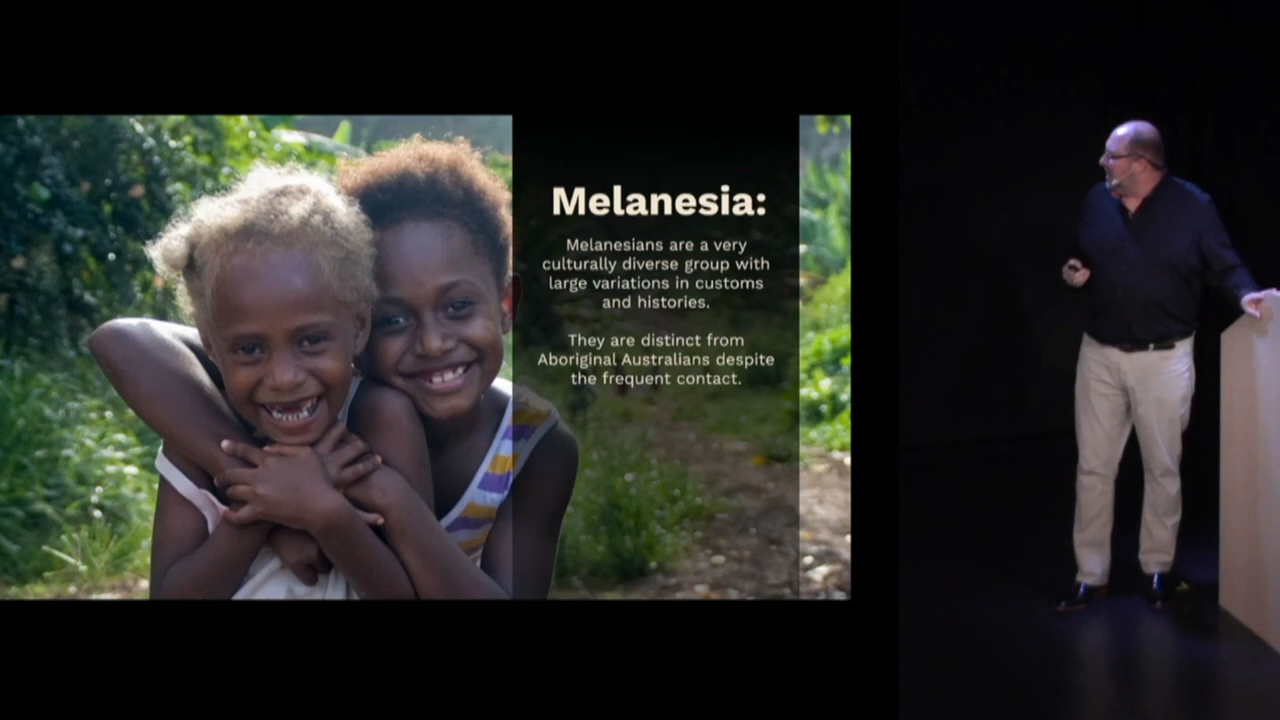 Melanesia:
Melanesians are a very
culturally diverse group with
large variations in customs
and histories.
They are distinct from
Aboriginal Australians despite
the frequent contact.